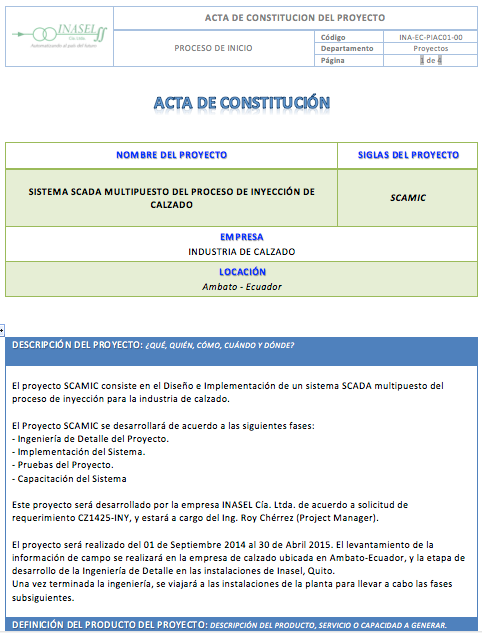 INASEL
Cía. Ltda.
Automatizando el país del futuro
ACTA DE CONSTITUCION DEL PROYECTO
PROCESO DE INICIO
Código INA-EC-PIAC01-00
Departamento Proyectos
Página 1 de 4
ACTA DE CONSTITUCIÓN
NOMBRE DEL PROYECTO SIGLAS DEL PROYECTO
SISTEMA SCADA MULTIPUESTO DEL PROCESO DE INYECCIÓN DE
CALZADO
SCAMIC
EMPRESA
INDUSTRIA DE CALZADO
LOCACIÓN
Ambato - Ecuador
DESCRIPCIÓN DEL PROYECTO: ¿QUÉ, QUIÉN, CÓMO, CUÁNDO Y DÓNDE?
El proyecto SCAMIC consiste en el Diseño e Implementación de un sistema SCADA multipuesto del
proceso de inyección para la industria de calzado.
El Proyecto SCAMIC se desarrollará de acuerdo a las siguientes fases:
- Ingeniería de Detalle del Proyecto.
- Implementación del Sistema.
- Pruebas del Proyecto.
- Capacitación del Sistema
Este proyecto será desarrollado por la empresa INASEL Cía. Ltda. de acuerdo a solicitud de
requerimiento CZ1425-INY, y estará a cargo del Ing. Roy Chérrez (Project Manager).
El proyecto será realizado del 01 de Septiembre 2014 al 30 de Abril 2015. El levantamiento de la
información de campo se realizará en la empresa de calzado ubicada en Ambato-Ecuador, y la etapa de
desarrollo de la Ingeniería de Detalle en las instalaciones de Inasel, Quito.
Una vez terminada la ingeniería, se viajará a las instalaciones de la planta para llevar a cabo las fases
subsiguientes.
DEFINICIÓN DEL PRODUCTO DEL PROYECTO: DESCRIPCIÓN DEL PRODUCTO, SERVICIO O CAPACIDAD A GENERAR.